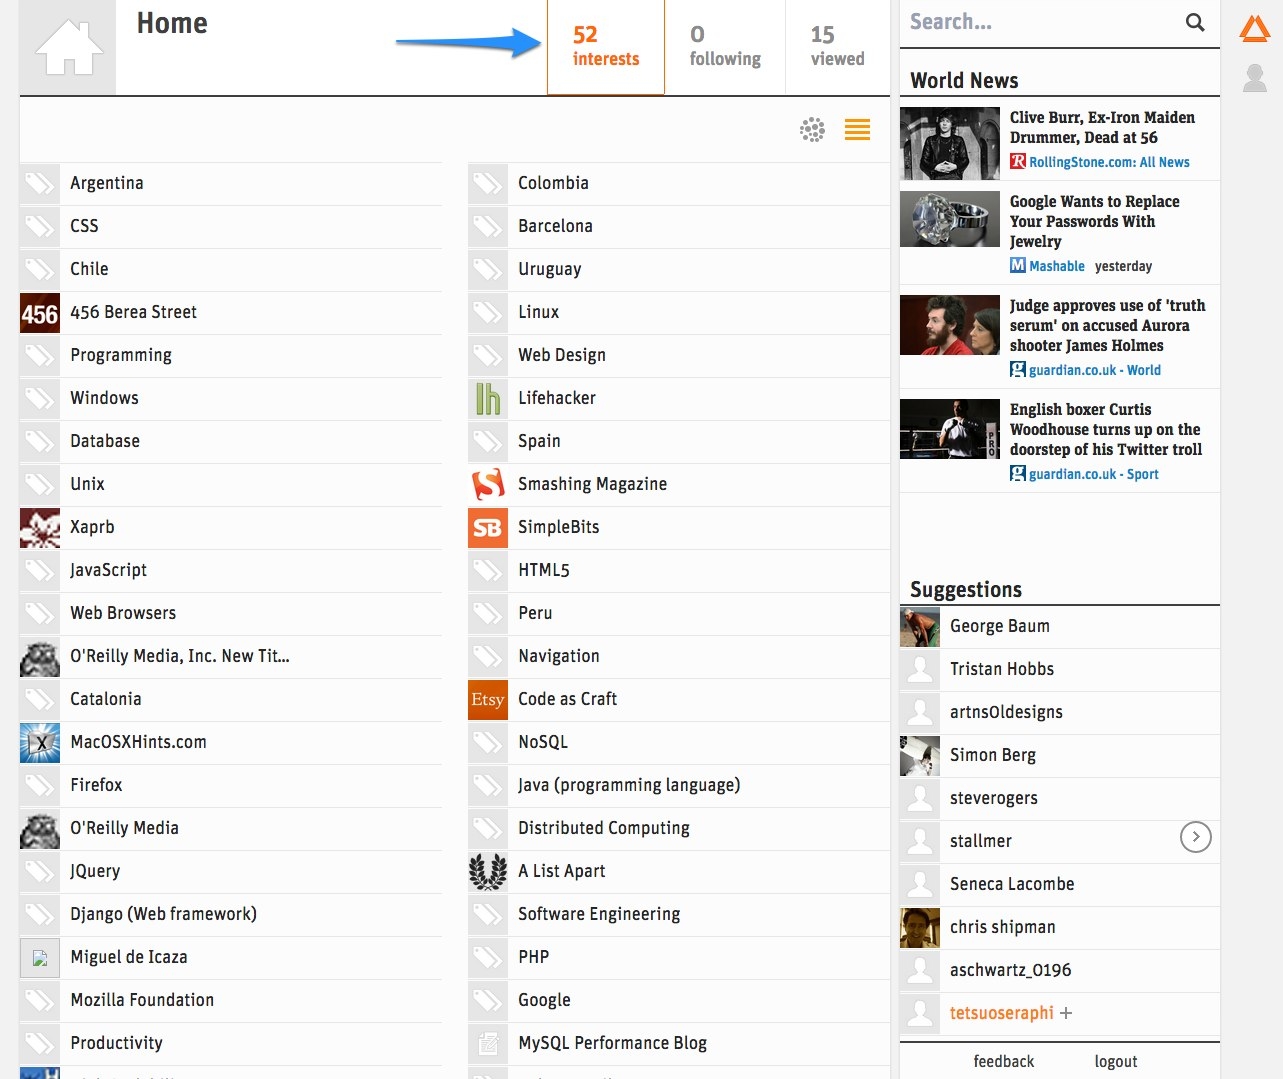 Home
52
interests
0
following
15
viewed
Search...
World News
Clive Burr, Ex-Iron Maiden
Drummer, Dead at 56
RollingStone.com: All News
Google Wants to Replace
Your Passwords With
Jewelry
Mashable yesterday
Judge approves use of 'truth
serum' on accused Aurora
shooter James Holmes
guardian.co.uk - World
English boxer Curtis
Woodhouse turns up on the
doorstep of his Twitter troll
guardian.co.uk - Sport
PRO
Argentina
CSS
Chile
456
456 Berea Street
Programming
Windows
Database
Unix
Xaprb
JavaScript
Web Browsers
O'Reilly Media, Inc. New Tit...
Catalonia
X
MacOSXHints.com
Firefox
O'Reilly Media
JQuery
Django (Web framework)
Miguel de Icaza
Mozilla Foundation
Productivity
Colombia
Barcelona
Uruguay
Linux
Web Design
lh
Lifehacker
Spain
S
Smashing Magazine
SB
SimpleBits
HTML5
Peru
Navigation
Etsy
Code as Craft
NoSQL
Java (programming language)
Distributed Computing
A List Apart
Software Engineering
PHP
Google
MySQL Performance Blog
Suggestions
George Baum
Tristan Hobbs
artnsOldesigns
Simon Berg
steverogers
stallmer
Seneca Lacombe
chris shipman
aschwartz_0196
tetsuoseraphi +
feedback
logout